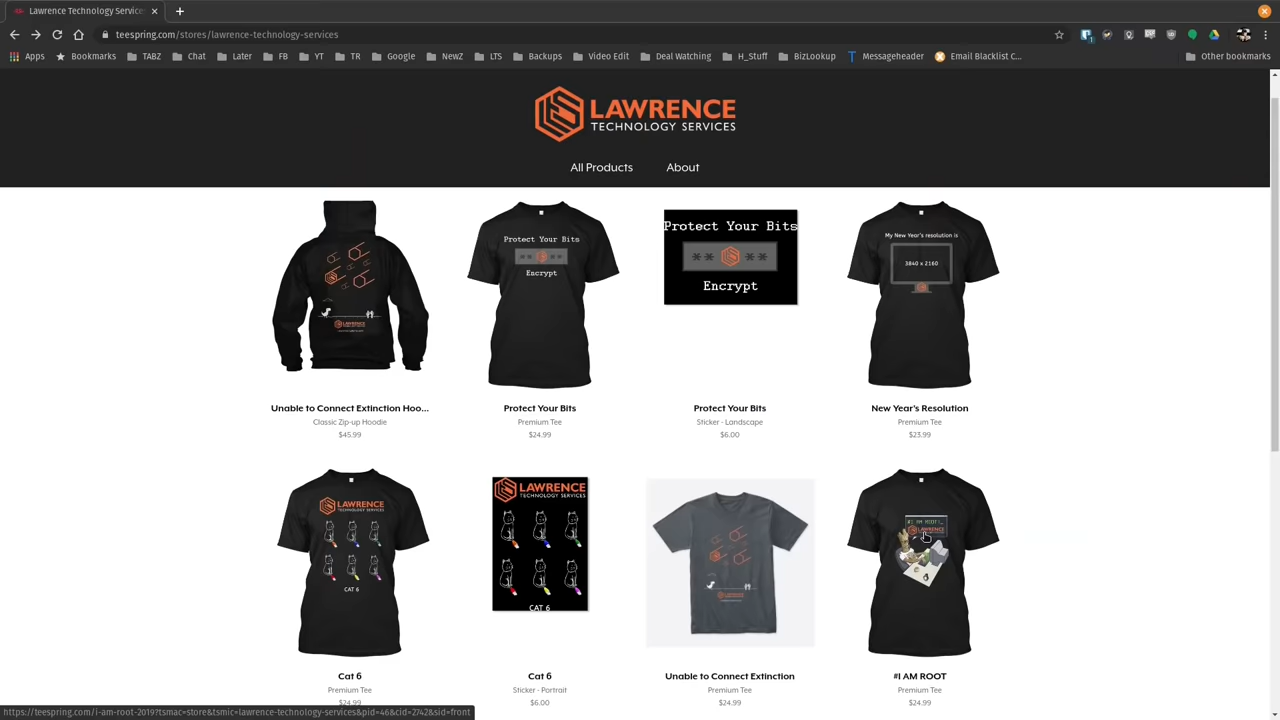 Lawrence Technology Service
teespring.com/stores/lawrence-technology-services
Apps
Bookmarks
TABZ
Chat
Later
FB
YT
TR
Google
NewZ
LTS
Backups
Video Edit
Deal Watching
H_Stuff
BizLookup
Messageheader
Email Blacklist C...
Other bookmarks
LAWRENCE
TECHNOLOGY SERVICES
All Products
About
Protect Your Bits
Encrypt
Protect Your Bits
** **
Encrypt
My New Year's resolution is
3840 x 2160
Unable to Connect Extinction Hoo...
Classic Zip-up Hoodie
$45.99
Protect Your Bits
Premium Tee
$24.99
Protect Your Bits
Sticker - Landscape
$6.00
New Year's Resolution
Premium Tee
$23.99
LAWRENCE
TECHNOLOGY SERVICES
CAT 6
LAWRENCE
TECHNOLOGY SERVICES
CAT 6
LAWRENCE
#I AM ROOT:_
LAWRENCE
Cat 6
Premium Tee
$24.99
Cat 6
Sticker - Portrait
$6.00
Unable to Connect Extinction
Premium Tee
$24.99
#I AM ROOT
Premium Tee
$24.99
https://teespring.com/i-am-root-2019?tsmac=store&tsmic=lawrence-technology-services&pid=46&cid=2742&sid=front